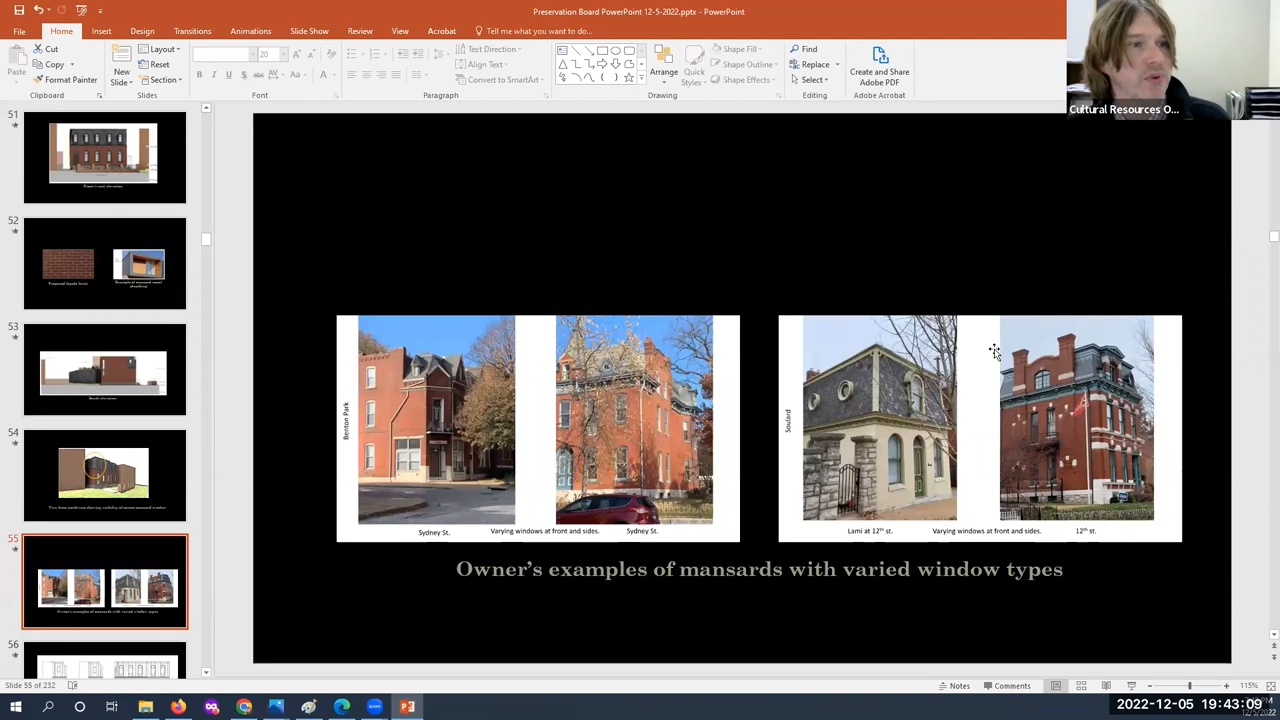 Preservation Board PowerPoint 12-5-2022.pptx - PowerPoint
File Home Insert Design Transitions Animations Slide Show Review View Acrobat Tell me what you want to do
Cut
Copy
Format Painter
Paste
Clipboard
New
Slide
Layout
Reset
Section
Slides
20
Font
Text Direction
Align Text
Convert to SmartArt
Paragraph
Arrange
Quick
Styles
Shape Fill
Shape Outline
Shape Effects
Drawing
Find
Replace
Select
Editing
Create and Share
Adobe PDF
Adobe Acrobat
Cultural Resources O...
51
52
53
54
55
56
Benton Park
Sydney St.
Varying windows at front and sides.
Sydney St.
Soulard
Lami at 12th st.
Varying windows at front and sides.
12th st.
Owner's examples of mansards with varied window types
Slide 55 of 232
Notes
Comments
115%
2022-12-05 19:43:09